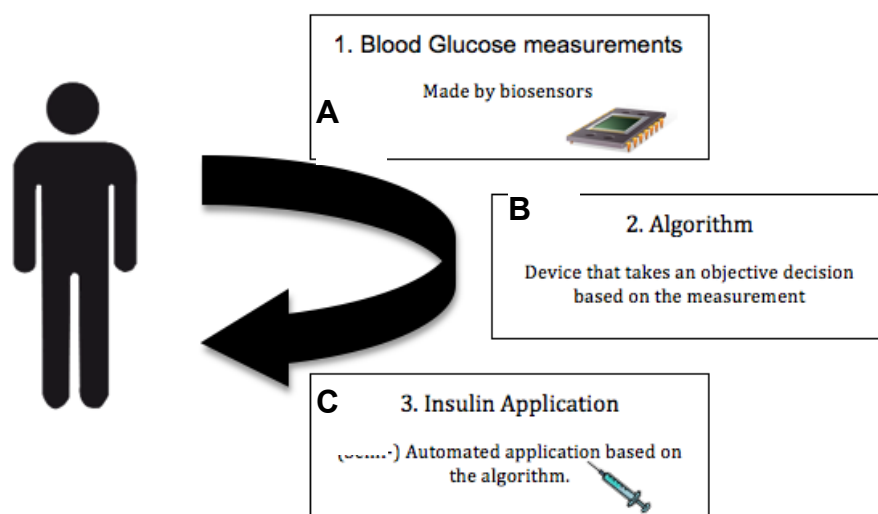 1. Blood Glucose measurements
Made by biosensors
A
B
2. Algorithm
Device that takes an objective decision
based on the measurement
C
3. Insulin Application
Automated application based on
the algorithm.